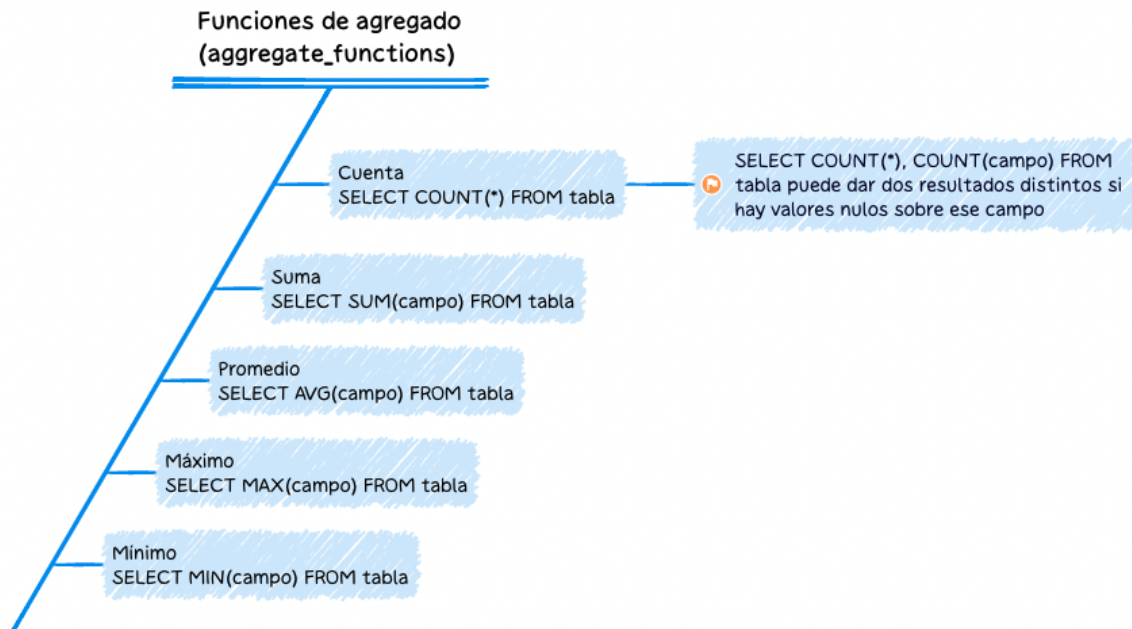 Funciones de agregado
(aggregate_functions)
Cuenta
SELECT COUNT(*) FROM tabla
SELECT COUNT(*), COUNT(campo) FROM
tabla puede dar dos resultados distintos si
hay valores nulos sobre ese campo
Suma
SELECT SUM(campo) FROM tabla
Promedio
SELECT AVG(campo) FROM tabla
Máximo
SELECT MAX(campo) FROM tabla
Mínimo
SELECT MIN(campo) FROM tabla